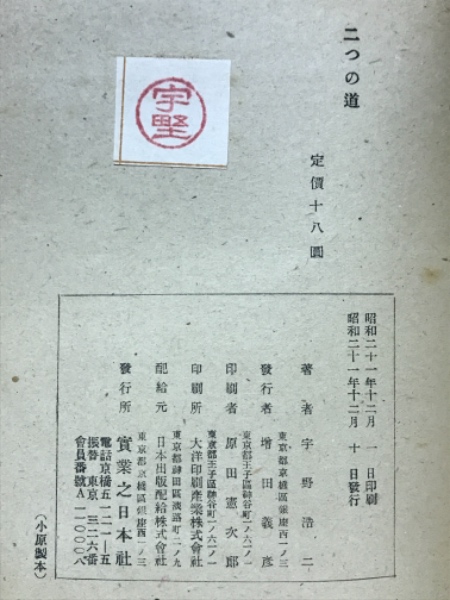 二つの道
宇野
定價十八圓
昭和二十一年十二月 一 日印刷
昭和二十一年十二月 十 日發行
著者 宇野浩二
東京都京橋區銀座西一ノ三
發行者 增田義彦
東京都王子區神谷町一ノ六一ノ一
印刷者 原田憲次郎
東京都王子區神谷町一ノ六一ノ一
印刷所 大洋印刷產業株式會社
東京都神田區淡路町二ノ九
配給元 日本出版配給株式會社
東京都京橋區銀座西一ノ三
發行所 實業之日本社
電話京橋五一二一―五
振替 東京 三二六番
會員番號A一一〇〇八
(小原製本)